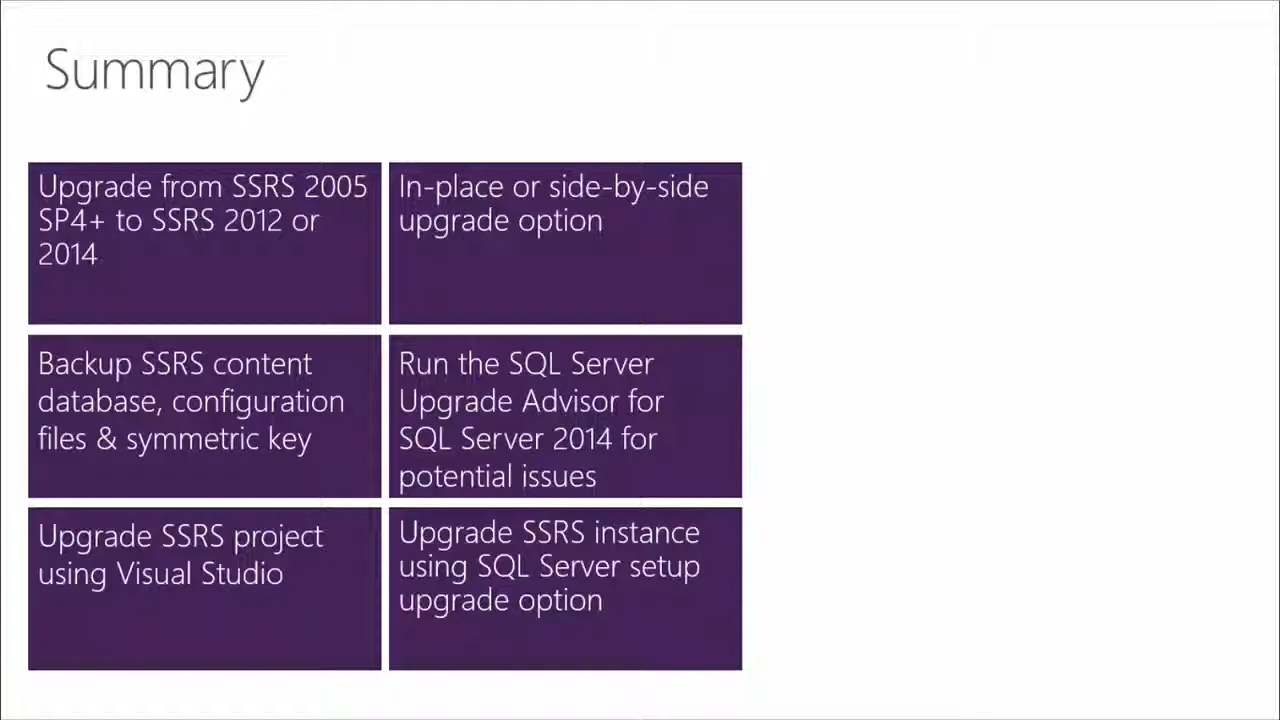 Summary
Upgrade from SSRS 2005
SP4+ to SSRS 2012 or
2014
In-place or side-by-side
upgrade option
Backup SSRS content
database, configuration
files & symmetric key
Run the SQL Server
Upgrade Advisor for
SQL Server 2014 for
potential issues
Upgrade SSRS project
using Visual Studio
Upgrade SSRS instance
using SQL Server setup
upgrade option